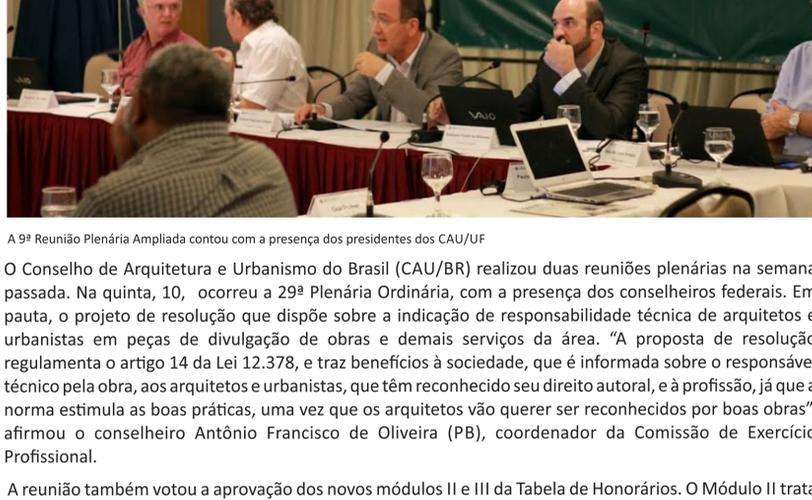 VAIO
A 9ª Reunião Plenária Ampliada contou com a presença dos presidentes dos CAU/UF
O Conselho de Arquitetura e Urbanismo do Brasil (CAU/BR) realizou duas reuniões plenárias na semana
passada. Na quinta, 10, ocorreu a 29ª Plenária Ordinária, com a presença dos conselheiros federais. Em
pauta, o projeto de resolução que dispõe sobre a indicação de responsabilidade técnica de arquitetos e
urbanistas em peças de divulgação de obras e demais serviços da área. “A proposta de resolução
regulamenta o artigo 14 da Lei 12.378, e traz benefícios à sociedade, que é informada sobre o responsáve
técnico pela obra, aos arquitetos e urbanistas, que têm reconhecido seu direito autoral, e à profissão, já que a
norma estimula as boas práticas, uma vez que os arquitetos vão querer ser reconhecidos por boas obras”
afirmou o conselheiro Antônio Francisco de Oliveira (PB), coordenador da Comissão de Exercício
Profissional.
A reunião também votou a aprovação dos novos módulos II e III da Tabela de Honorários. O Módulo II trata